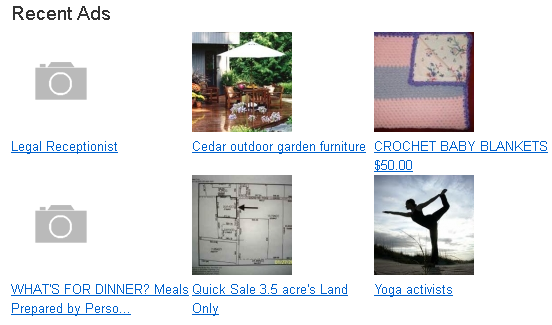 Recent Ads
Legal Receptionist
Cedar outdoor garden furniture
CROCHET BABY BLANKETS
$50.00
WHAT'S FOR DINNER? Meals
Prepared by Perso...
Quick Sale 3.5 acre's Land
Only
Yoga activists